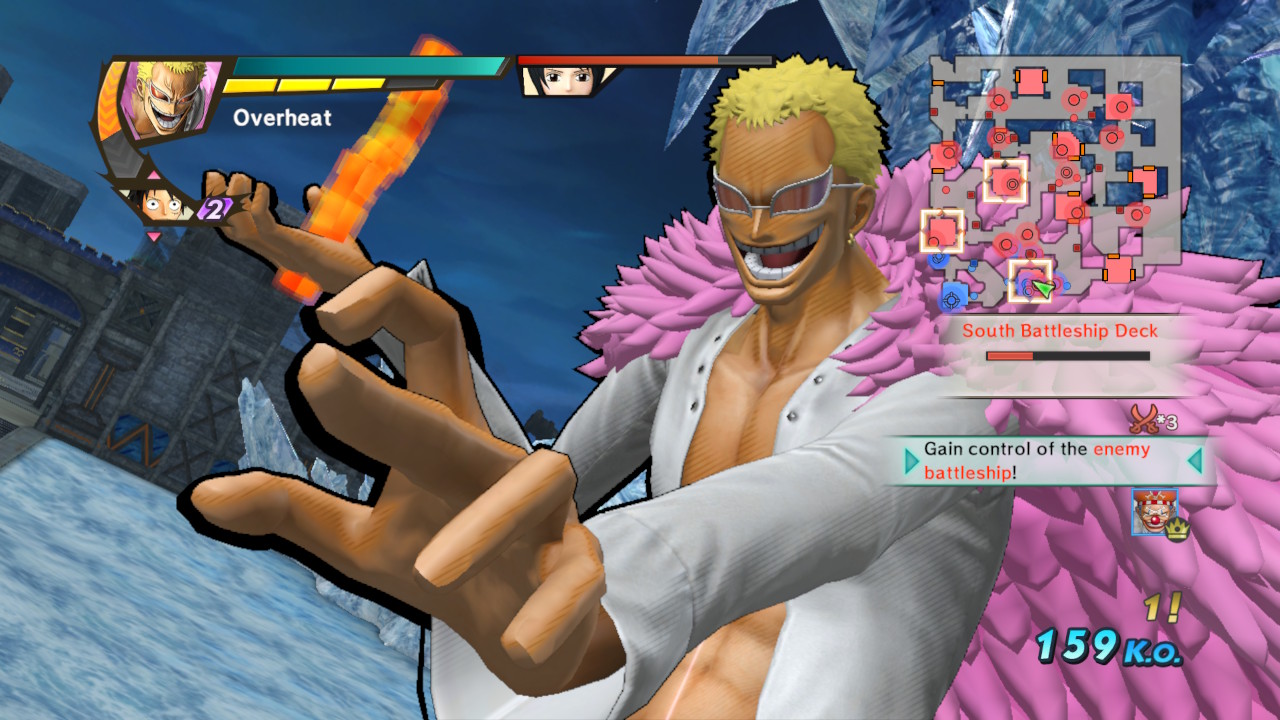 Overheat
2
South Battleship Deck
*3
Gain control of the enemy
battleship!
1!
159 K.O.